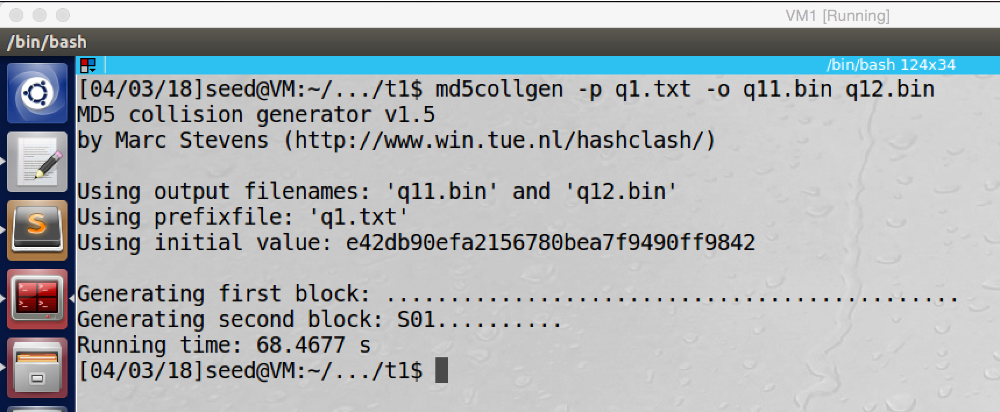 VM1 [Running]
/bin/bash
/bin/bash 124x34
[04/03/18]seed@VM:~/.../t1$ md5collgen -p q1.txt -o q11.bin q12.bin
MD5 collision generator v1.5
by Marc Stevens (http://www.win.tue.nl/hashclash/)
Using output filenames: 'q11.bin' and 'q12.bin'
Using prefixfile: 'q1.txt'
Using initial value: e42db90efa2156780bea7f9490ff9842
Generating first block: .............................................
Generating second block: S01..........
Running time: 68.4677 s
[04/03/18]seed@VM:~/.../t1$